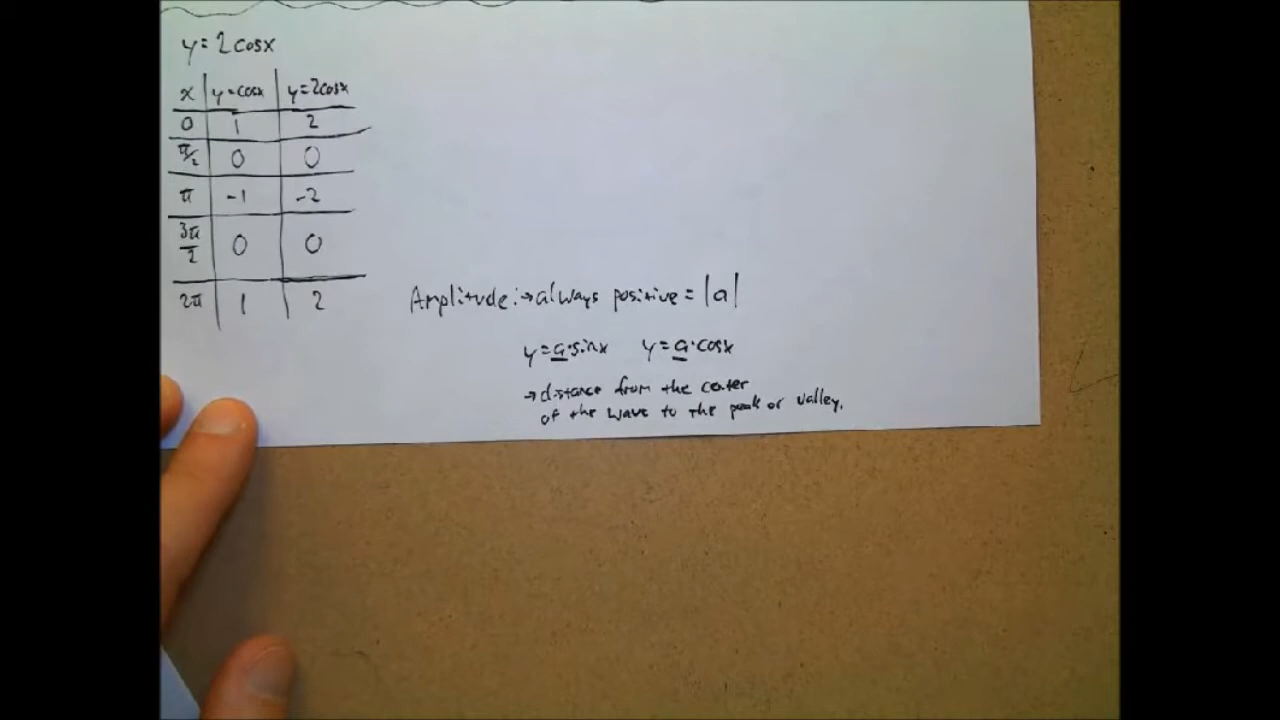 y=2cosx
x y=cosx y=2cosx
0 1 2
π/2 0 0
π -1 -2
3π/2 0 0
2π 1 2
Amplitude:→always positive=|a|
y=a·sinx y=a·cosx
→distance from the center
of the wave to the peak or valley.